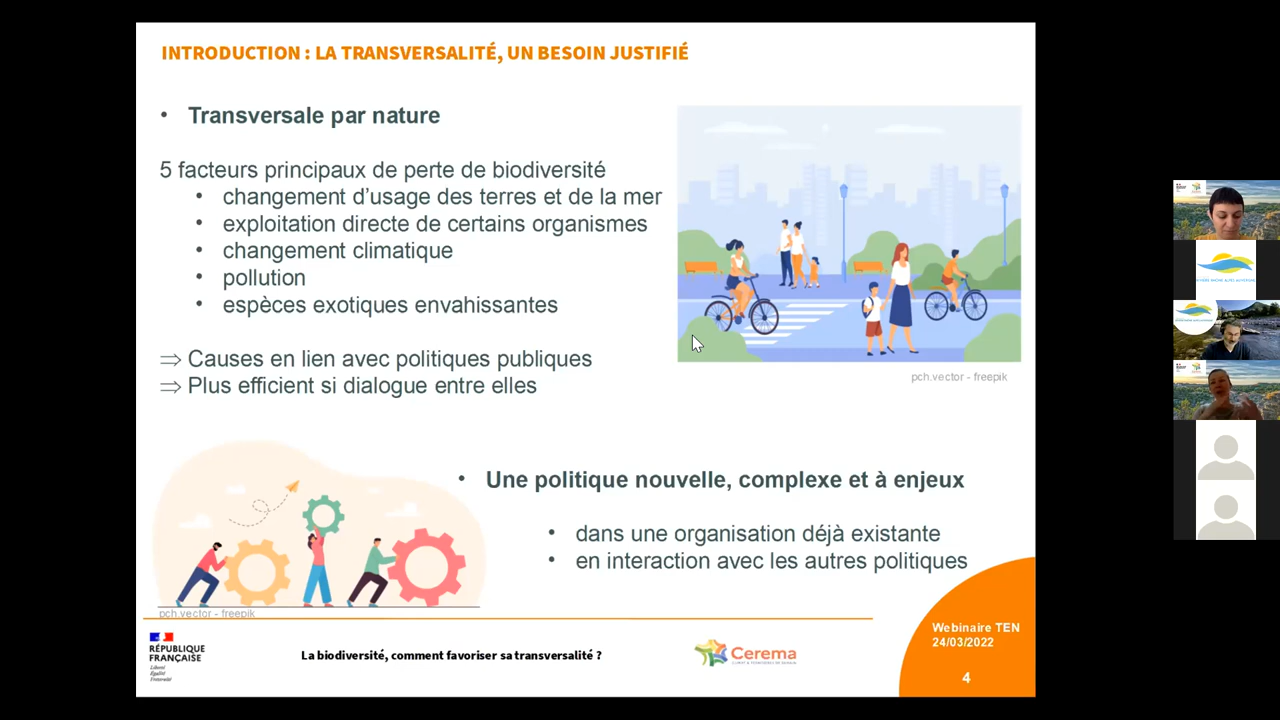 INTRODUCTION : LA TRANSVERSALITÉ, UN BESOIN JUSTIFIÉ
• Transversale par nature
5 facteurs principaux de perte de biodiversité
• changement d’usage des terres et de la mer
• exploitation directe de certains organismes
• changement climatique
• pollution
• espèces exotiques envahissantes
⇒ Causes en lien avec politiques publiques
⇒ Plus efficient si dialogue entre elles
pch.vector - freepik
• Une politique nouvelle, complexe et à enjeux
• dans une organisation déjà existante
• en interaction avec les autres politiques
pch.vector - freepik
RÉPUBLIQUE
FRANÇAISE
Liberté
Égalité
Fraternité
La biodiversité, comment favoriser sa transversalité ?
Cerema
Webinaire TEN
24/03/2022
4